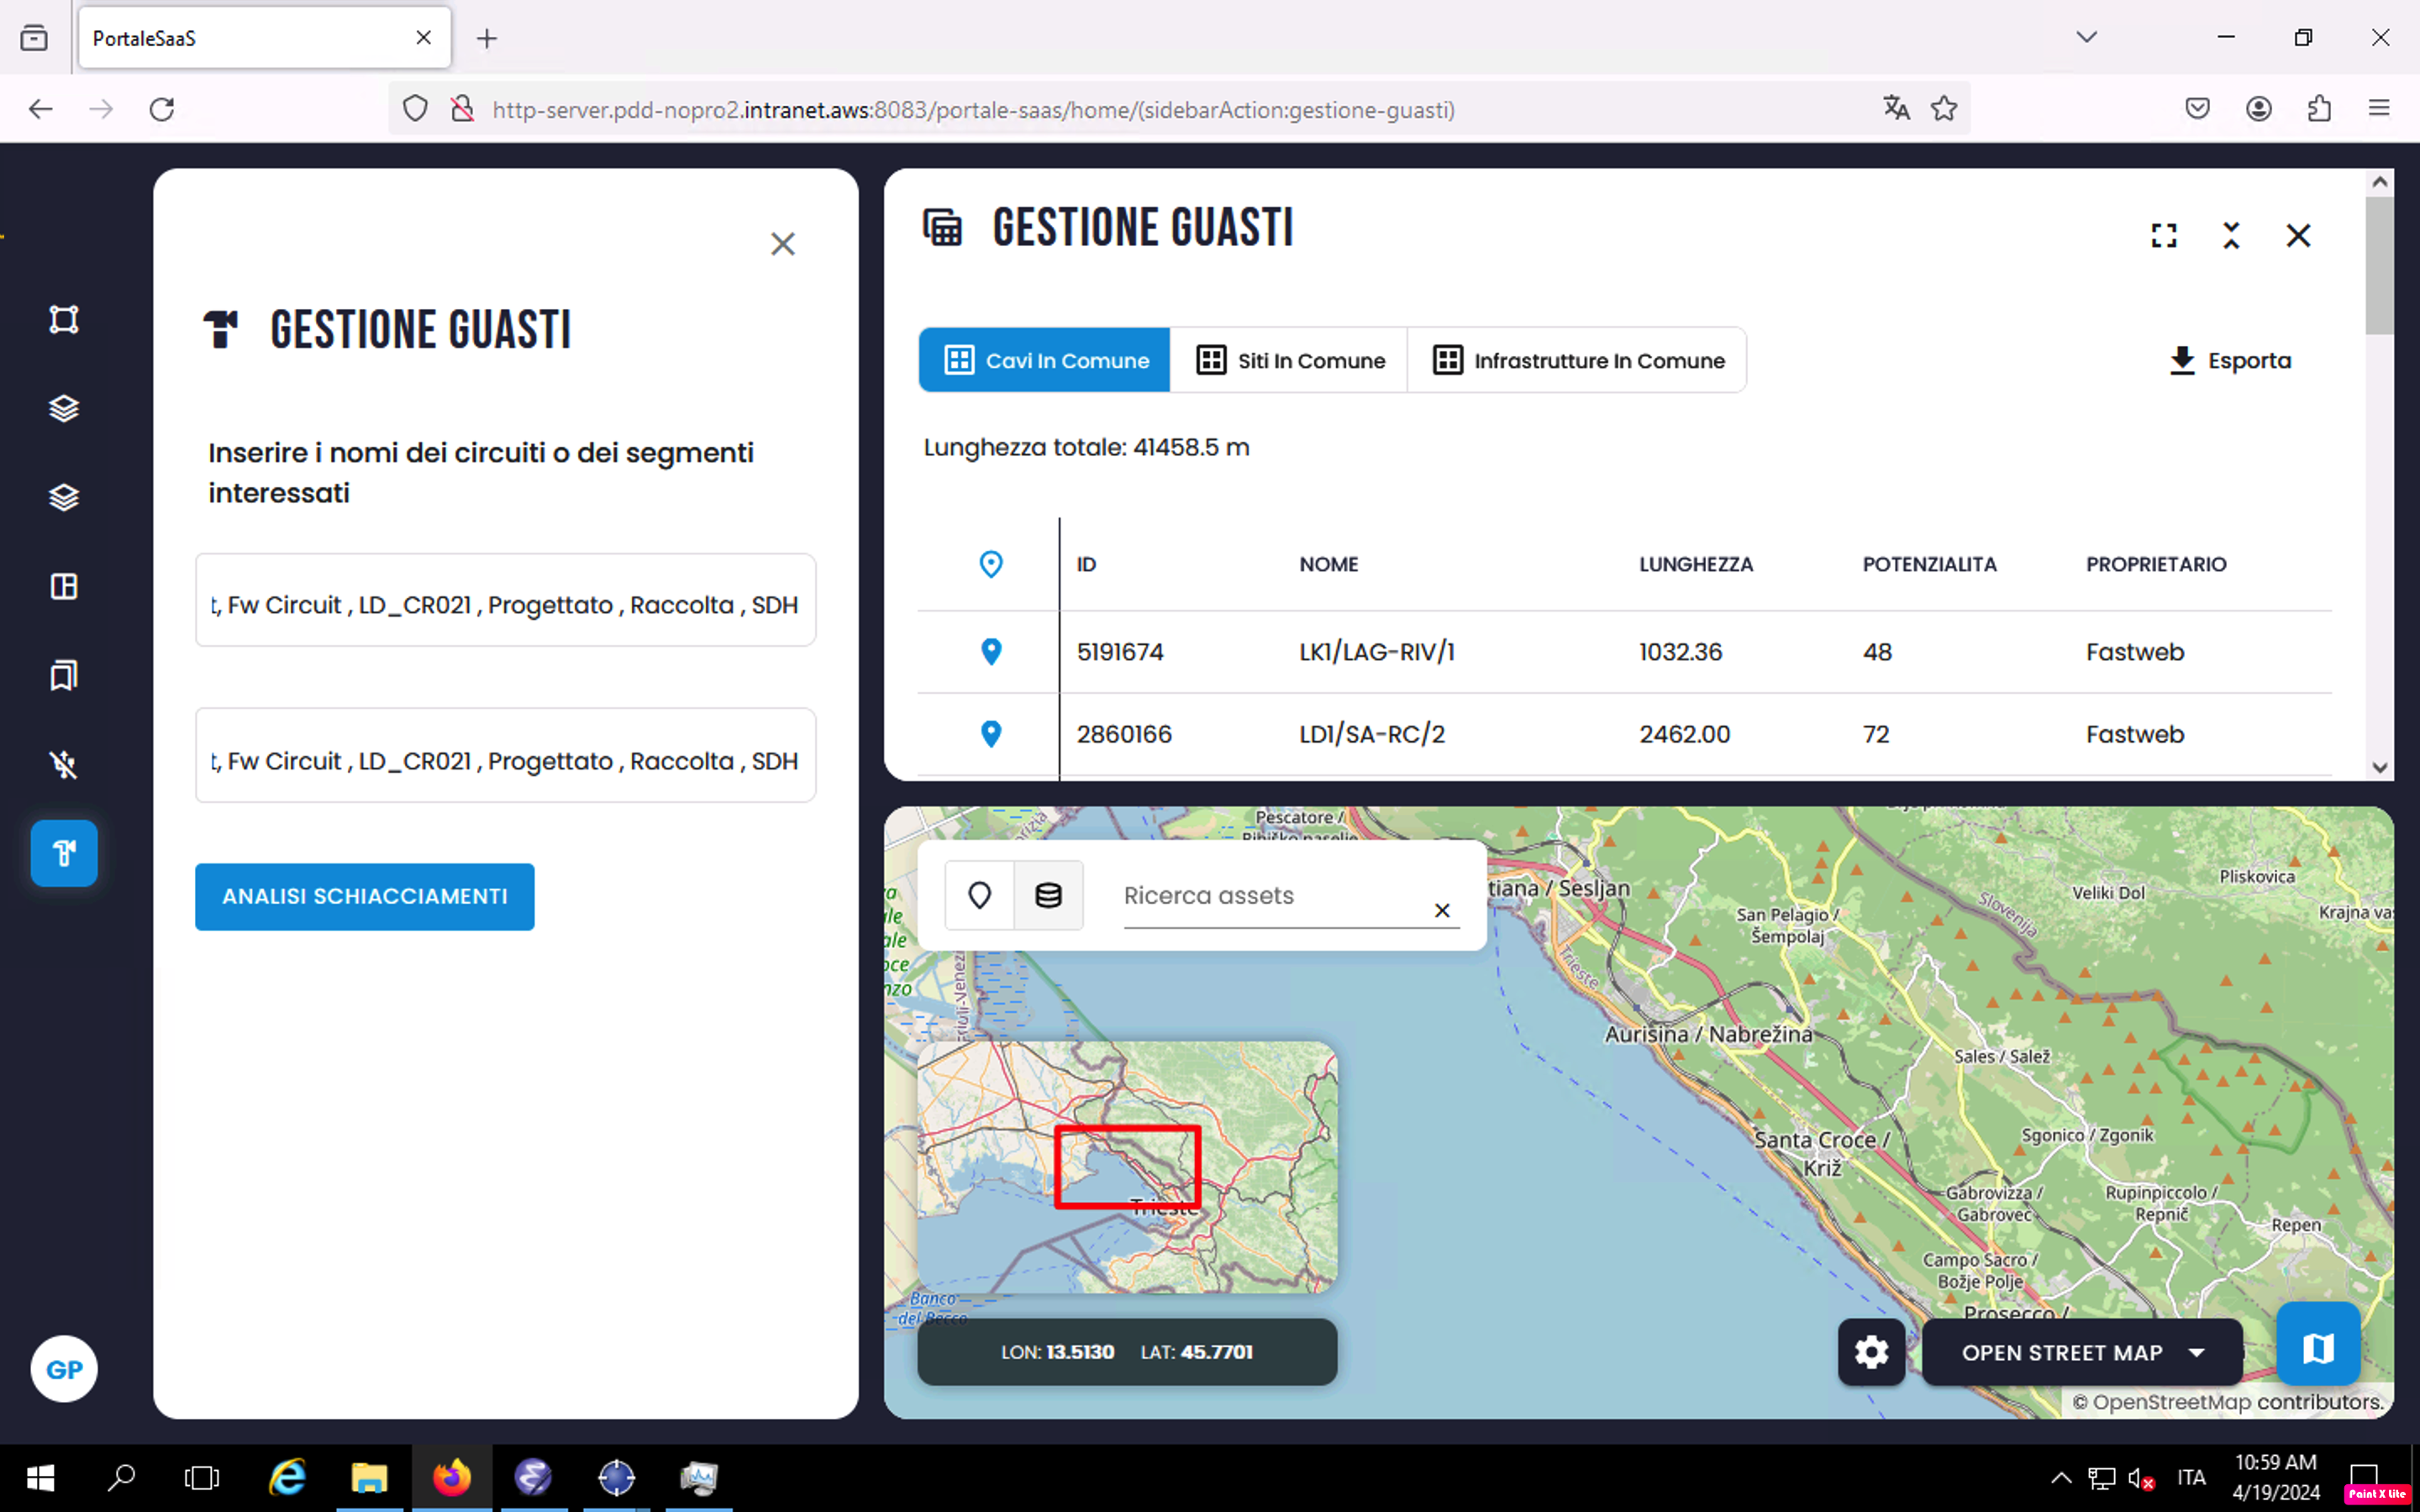 PortaleSaaS
http-server.pdd-nopro2.intranet.aws:8083/portale-saas/home/(sidebarAction:gestione-guasti)
GESTIONE GUASTI
Inserire i nomi dei circuiti o dei segmenti
interessati
t, Fw Circuit , LD_CR021 , Progettato , Raccolta , SDH
t, Fw Circuit , LD_CR021 , Progettato , Raccolta , SDH
ANALISI SCHIACCIAMENTI
GP
GESTIONE GUASTI
Cavi In Comune
Siti In Comune
Infrastrutture In Comune
Esporta
Lunghezza totale: 41458.5 m
ID NOME LUNGHEZZA POTENZIALITA PROPRIETARIO
5191674 LK1/LAG-RIV/1 1032.36 48 Fastweb
2860166 LD1/SA-RC/2 2462.00 72 Fastweb
Pescatore /
Ricerca assets
tiana / Sesljan
Trieste
Slovenija
Veliki Dol
Pliskovica
Krajna vas
San Pelagio /
Šempolaj
Aurisina / Nabrežina
Sales / Salež
Santa Croce /
Križ
Sgonico / Zgonik
Gabrovizza /
Gabrovec
Rupinpiccolo /
Repnič
Repen
Campo Sacro /
Božje Polje
Prosecco /
Trieste
Banco
del Becco
LON: 13.5130 LAT: 45.7701
OPEN STREET MAP
© OpenStreetMap contributors.
ITA
10:59 AM
4/19/2024
Paint X lite